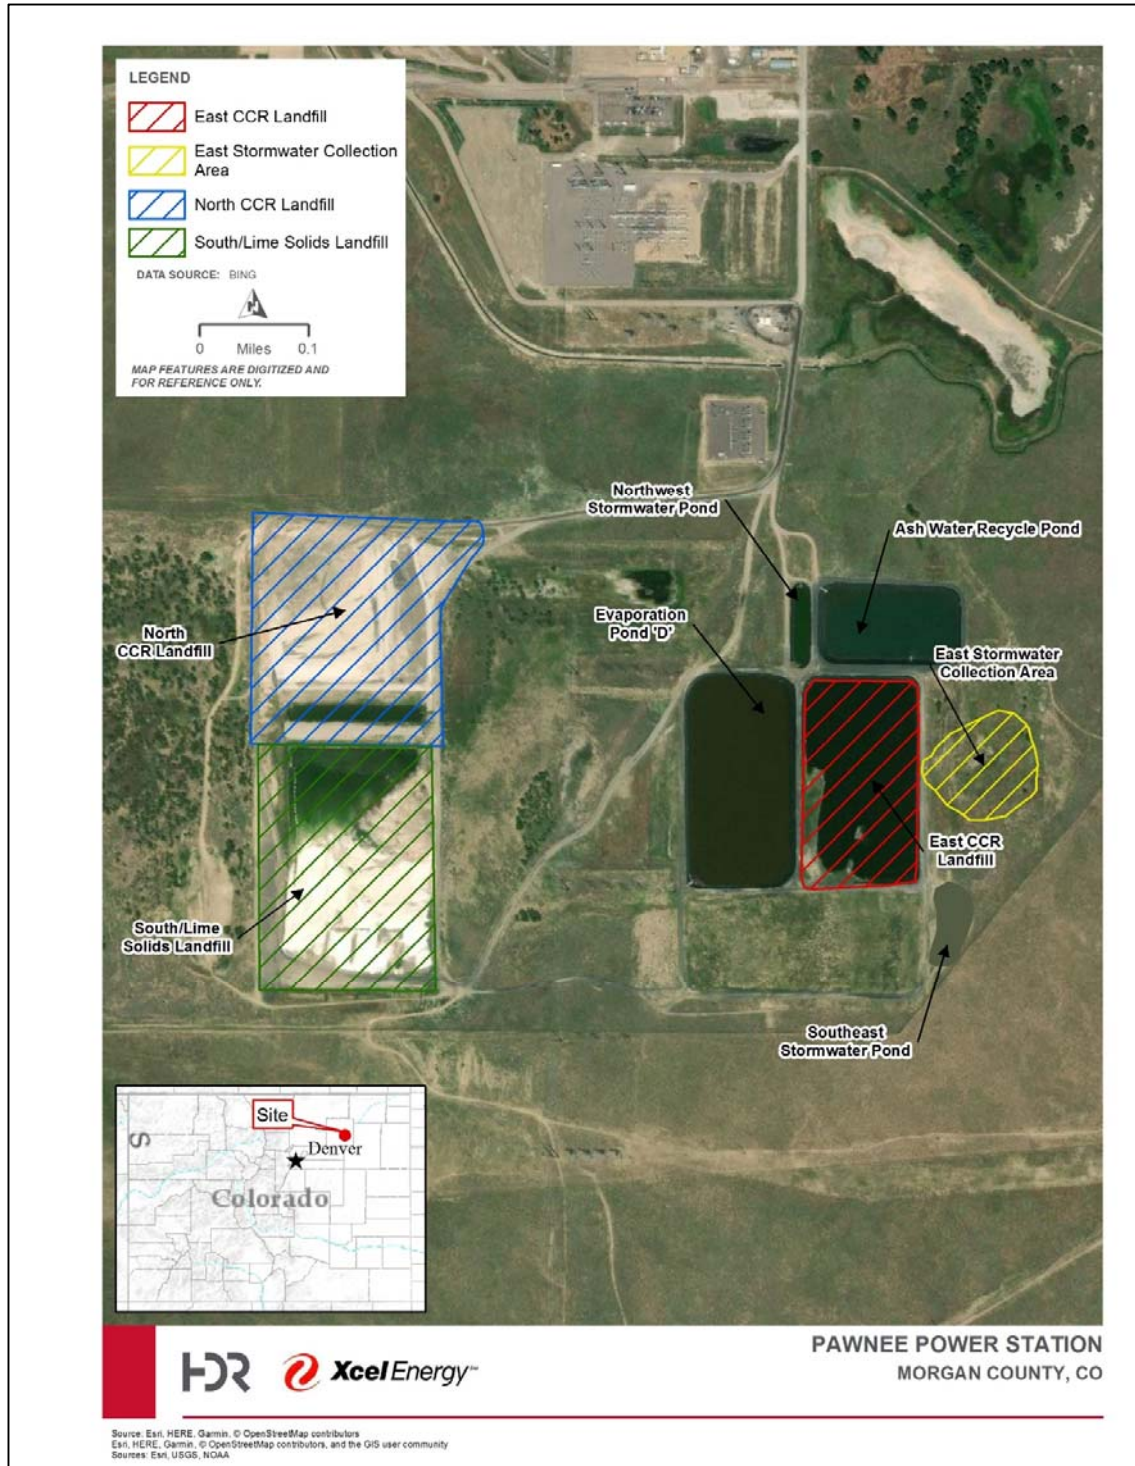 LEGEND
East CCR Landfill
East Stormwater Collection
Area
North CCR Landfill
South/Lime Solids Landfill
DATA SOURCE: BING
N
0 Miles 0.1
MAP FEATURES ARE DIGITIZED AND
FOR REFERENCE ONLY.
Northwest
Stormwater Pond
Ash Water Recycle Pond
Evaporation
Pond 'D'
North
CCR Landfill
East Stormwater
Collection Area
East CCR
Landfill
South/Lime
Solids Landfill
Southeast
Stormwater Pond
Site
Denver
S
Colorado
PAWNEE POWER STATION
MORGAN COUNTY, CO
HDR
Xcel Energy℠
Source: Esri, HERE, Garmin, © OpenStreetMap contributors
Esri, HERE, Garmin, © OpenStreetMap contributors, and the GIS user community
Sources: Esri, USGS, NOAA